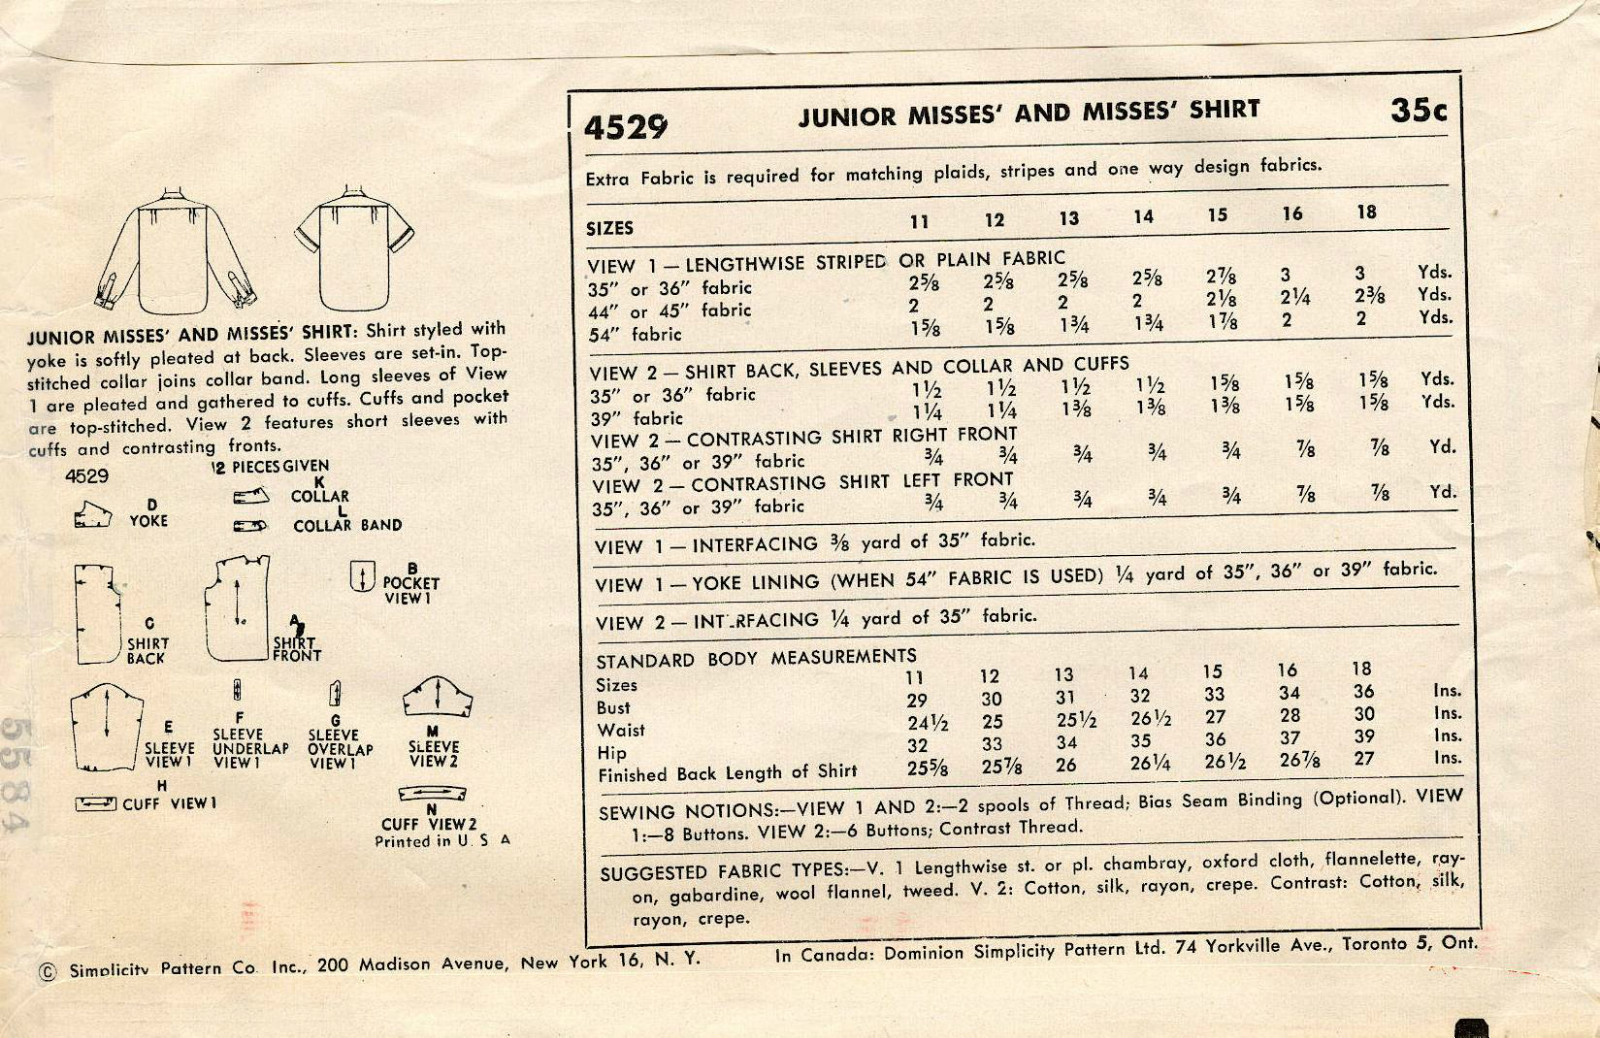 JUNIOR MISSES' AND MISSES' SHIRT: Shirt styled with
yoke is softly pleated at back. Sleeves are set-in. Top-
stitched collar joins collar band. Long sleeves of View
1 are pleated and gathered to cuffs. Cuffs and pocket
are top-stitched. View 2 features short sleeves with
cuffs and contrasting fronts.
4529 12 PIECES GIVEN
D
YOKE
K
COLLAR
L
COLLAR BAND
C
SHIRT
BACK
A
SHIRT
FRONT
B
POCKET
VIEW 1
E
SLEEVE
VIEW 1
F
SLEEVE
UNDERLAP
VIEW 1
G
SLEEVE
OVERLAP
VIEW 1
M
SLEEVE
VIEW 2
H
CUFF VIEW 1
N
CUFF VIEW 2
Printed in U S A
5584
4529 JUNIOR MISSES' AND MISSES' SHIRT 35c
Extra Fabric is required for matching plaids, stripes and one way design fabrics.
SIZES 11 12 13 14 15 16 18
VIEW 1 — LENGTHWISE STRIPED OR PLAIN FABRIC
35" or 36" fabric 2⅝ 2⅝ 2⅝ 2⅝ 2⅞ 3 3 Yds.
44" or 45" fabric 2 2 2 2 2⅛ 2¼ 2⅜ Yds.
54" fabric 1⅝ 1⅝ 1¾ 1¾ 1⅞ 2 2 Yds.
VIEW 2 — SHIRT BACK, SLEEVES AND COLLAR AND CUFFS
35" or 36" fabric 1½ 1½ 1½ 1½ 1⅝ 1⅝ 1⅝ Yds.
39" fabric 1¼ 1¼ 1⅜ 1⅜ 1⅜ 1⅝ 1⅝ Yds.
VIEW 2 — CONTRASTING SHIRT RIGHT FRONT
35", 36" or 39" fabric ¾ ¾ ¾ ¾ ¾ ⅞ ⅞ Yd.
VIEW 2 — CONTRASTING SHIRT LEFT FRONT
35", 36" or 39" fabric ¾ ¾ ¾ ¾ ¾ ⅞ ⅞ Yd.
VIEW 1 — INTERFACING ⅜ yard of 35" fabric.
VIEW 1 — YOKE LINING (WHEN 54" FABRIC IS USED) ¼ yard of 35", 36" or 39" fabric.
VIEW 2 — INTERFACING ¼ yard of 35" fabric.
STANDARD BODY MEASUREMENTS
Sizes 11 12 13 14 15 16 18
Bust 29 30 31 32 33 34 36 Ins.
Waist 24½ 25 25½ 26½ 27 28 30 Ins.
Hip 32 33 34 35 36 37 39 Ins.
Finished Back Length of Shirt 25⅝ 25⅞ 26 26¼ 26½ 26⅞ 27 Ins.
SEWING NOTIONS:—VIEW 1 AND 2:—2 spools of Thread; Bias Seam Binding (Optional). VIEW
1:—8 Buttons. VIEW 2:—6 Buttons; Contrast Thread.
SUGGESTED FABRIC TYPES:—V. 1 Lengthwise st. or pl. chambray, oxford cloth, flannelette, ray-
on, gabardine, wool flannel, tweed. V. 2: Cotton, silk, rayon, crepe. Contrast: Cotton, silk,
rayon, crepe.
© Simplicity Pattern Co. Inc., 200 Madison Avenue, New York 16, N. Y. In Canada: Dominion Simplicity Pattern Ltd. 74 Yorkville Ave., Toronto 5, Ont.